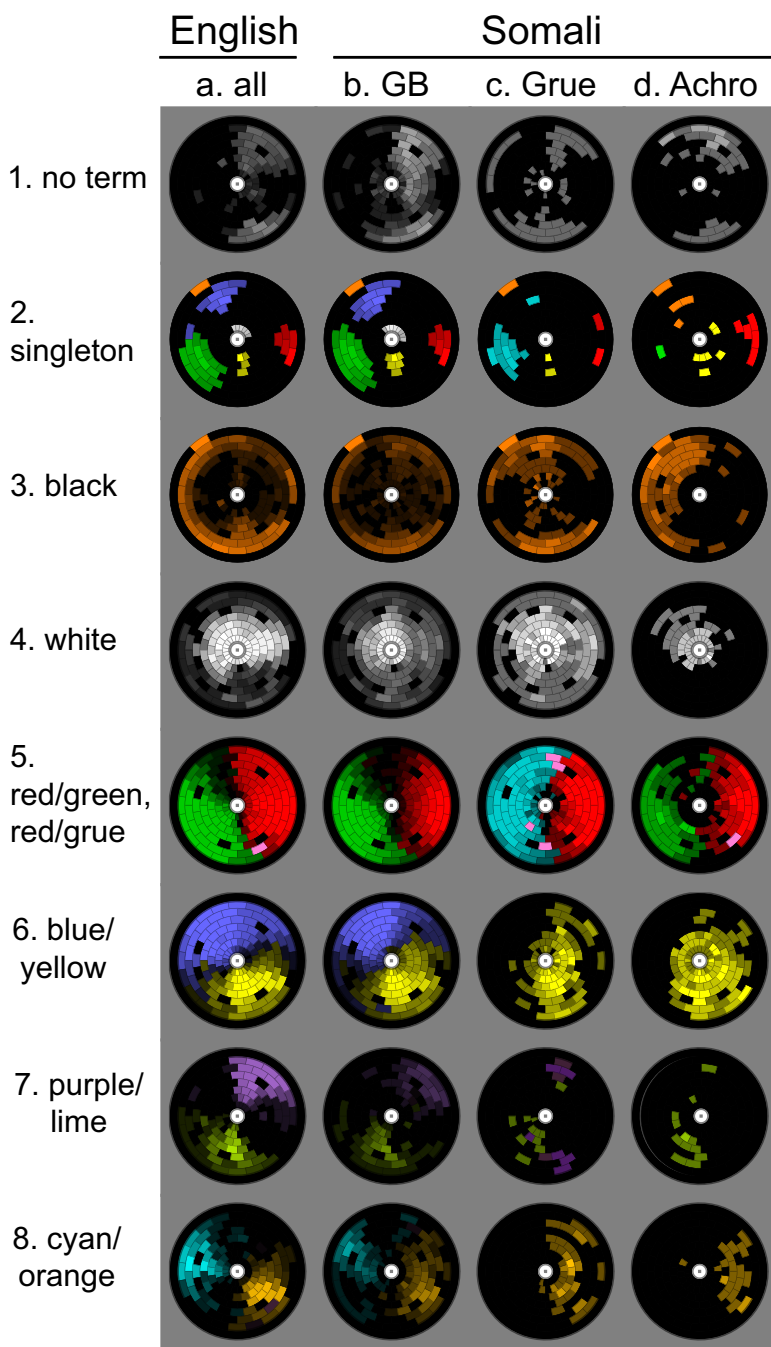 English Somali
a. all b. GB c. Grue d. Achro
1. no term
2.
singleton
3. black
4. white
5.
red/green,
red/grue
6. blue/
yellow
7. purple/
lime
8. cyan/
orange